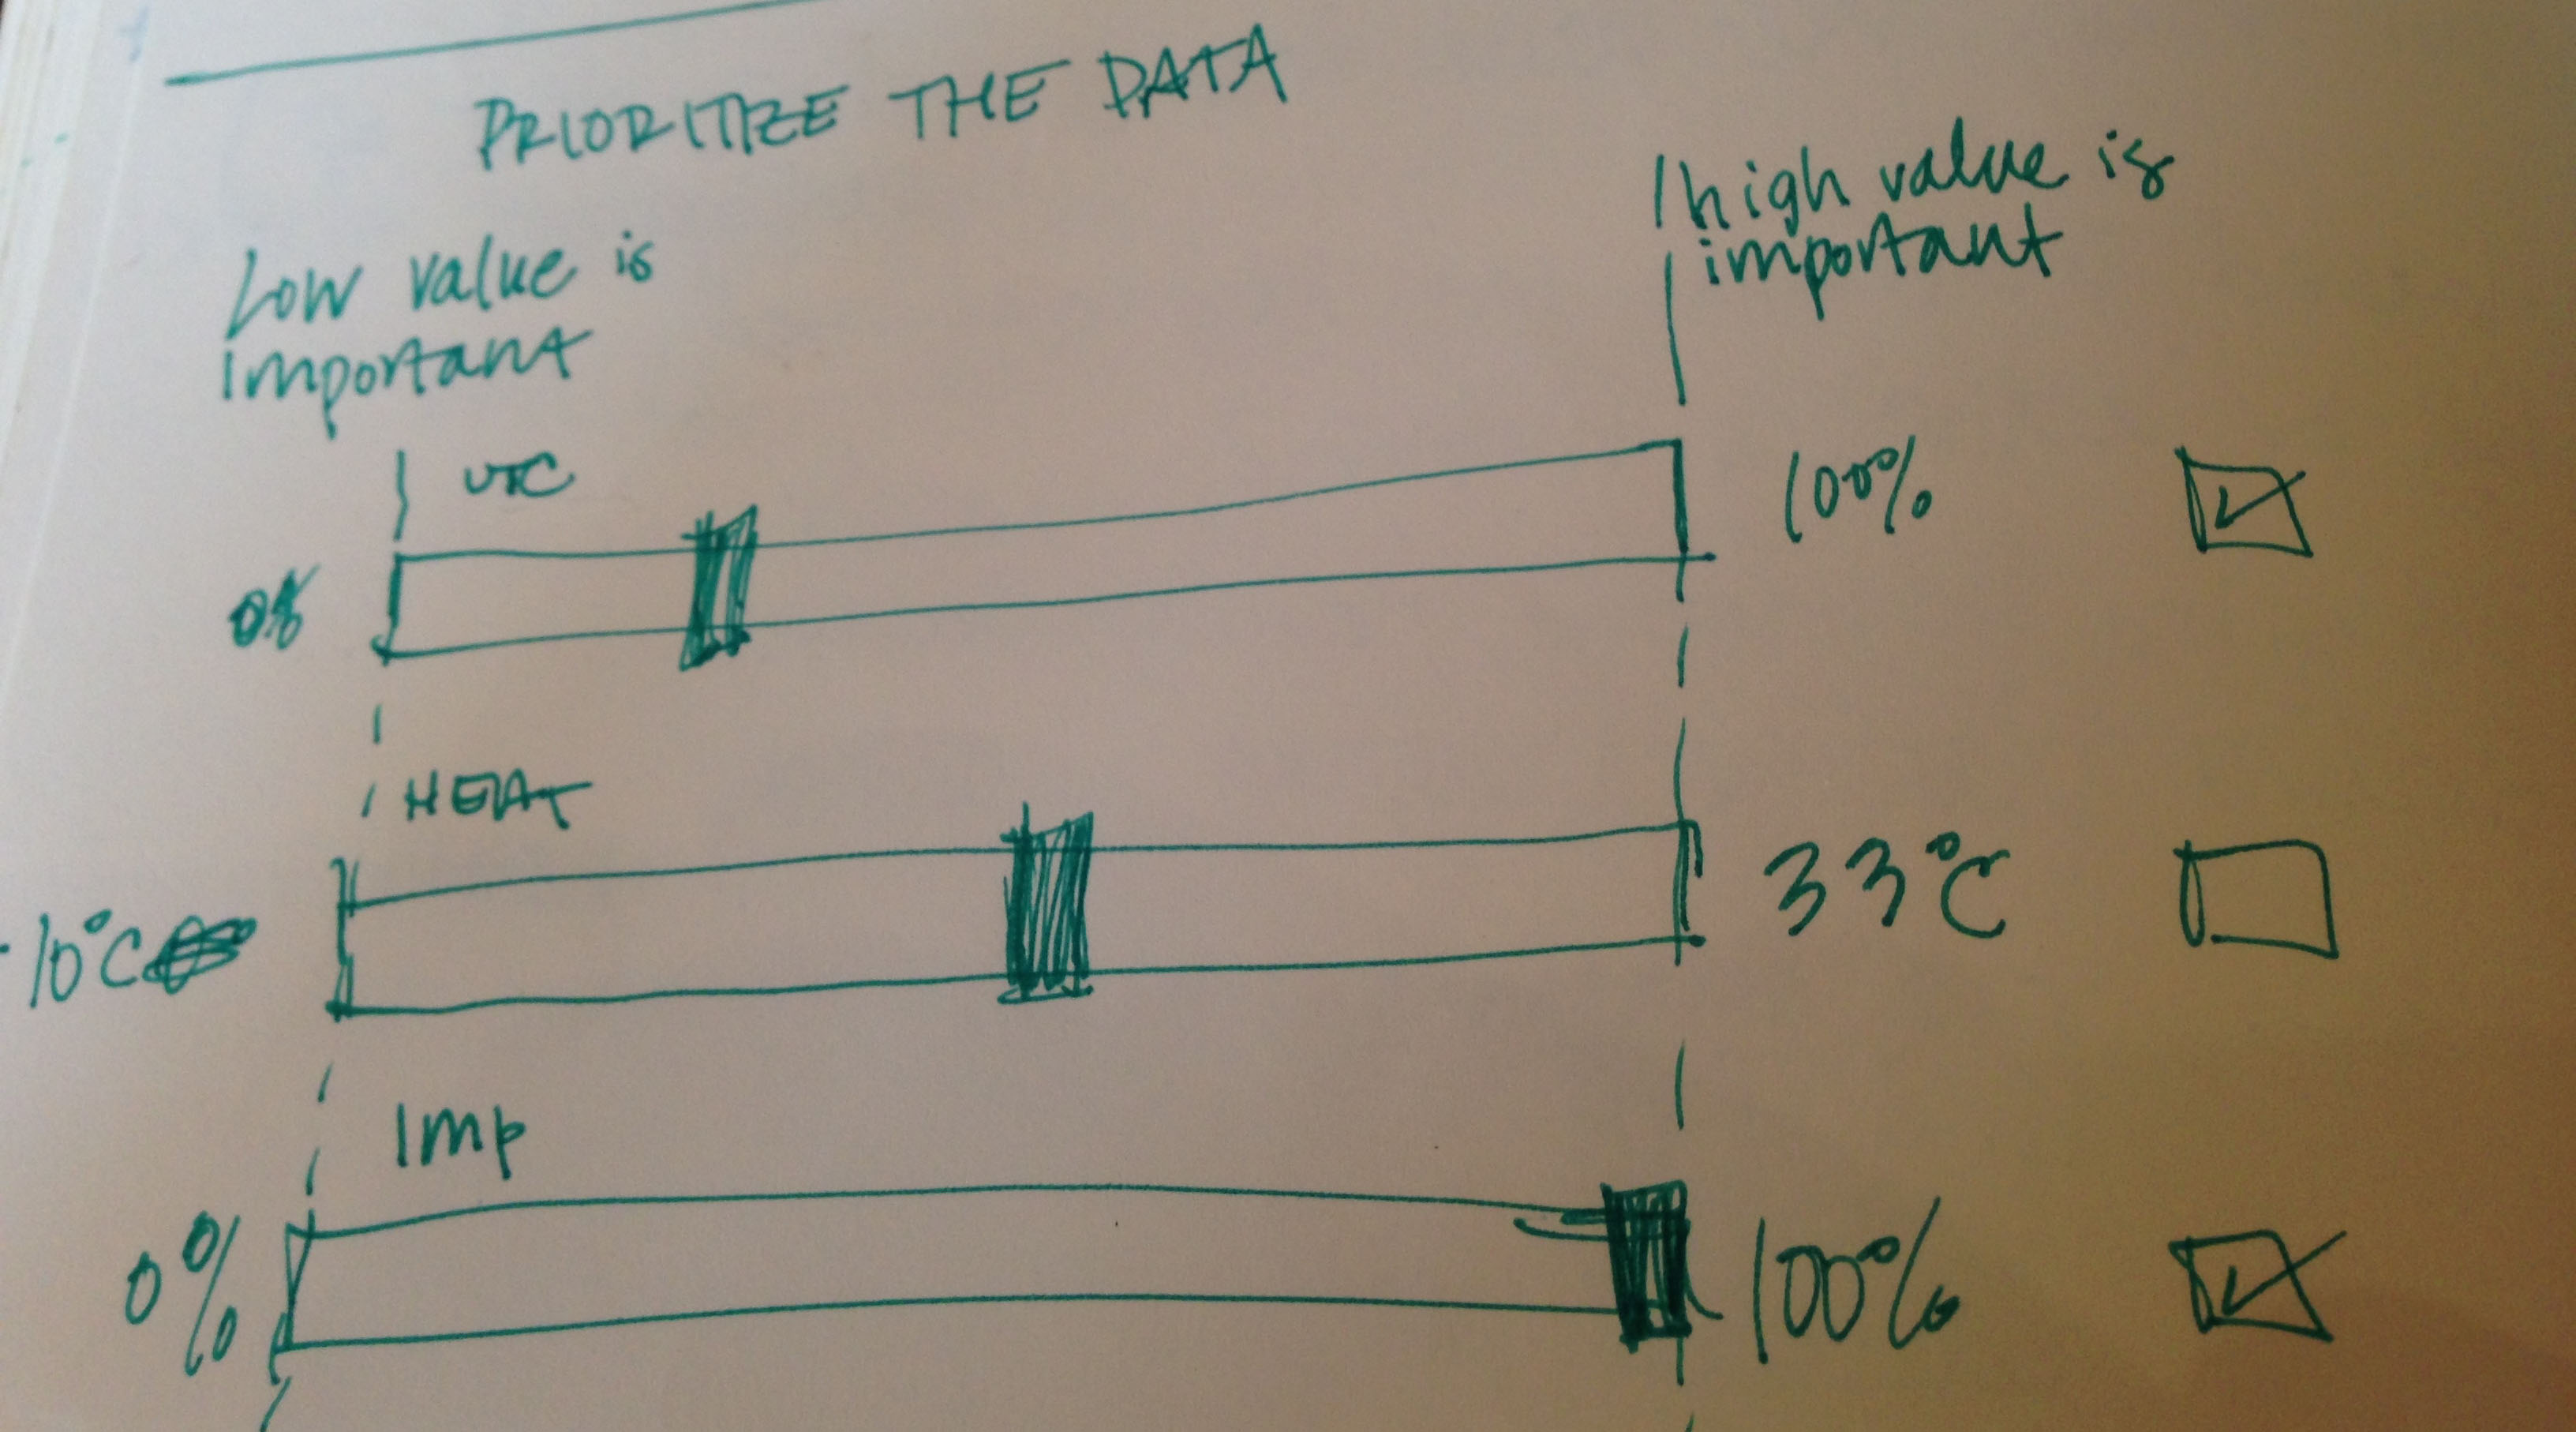 PRIORITIZE THE DATA
Low value is
important
high value is
important
UTC
0%
100%
HEAT
10°C
33°C
Imp
0%
100%